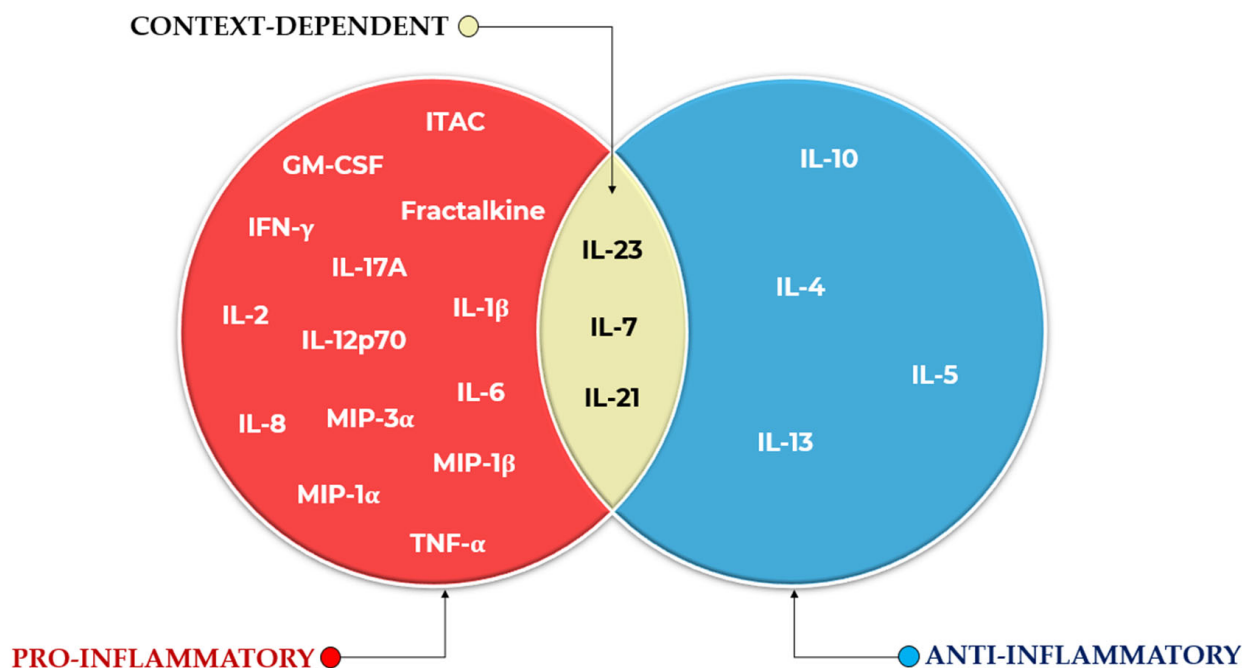 CONTEXT-DEPENDENT
ITAC
GM-CSF
Fractalkine
IFN-γ
IL-17A
IL-1β
IL-2
IL-12p70
IL-6
IL-8
MIP-3α
MIP-1β
MIP-1α
TNF-α
IL-23
IL-7
IL-21
IL-10
IL-4
IL-5
IL-13
PRO-INFLAMMATORY
ANTI-INFLAMMATORY